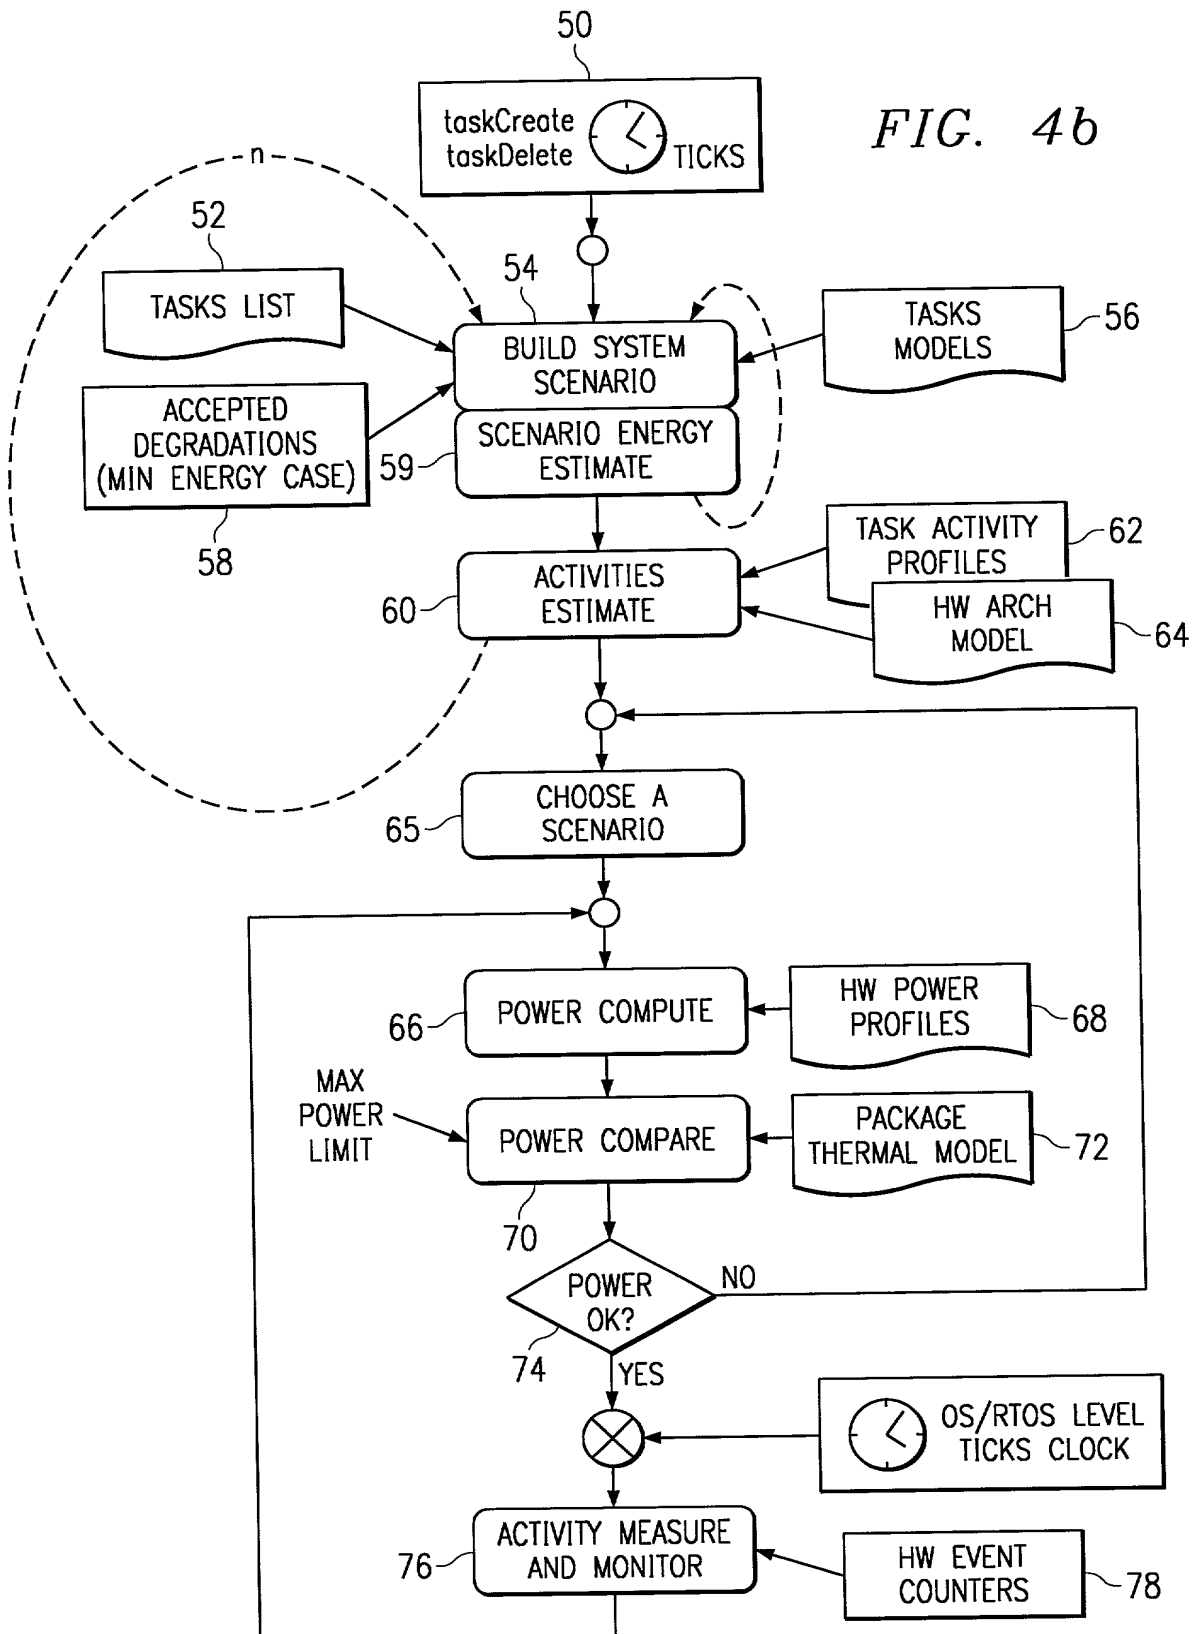 50
taskCreate
taskDelete
TICKS
FIG. 4b
n
52
TASKS LIST
54
BUILD SYSTEM
SCENARIO
TASKS
MODELS
56
ACCEPTED
DEGRADATIONS
(MIN ENERGY CASE)
58
59
SCENARIO ENERGY
ESTIMATE
60
ACTIVITIES
ESTIMATE
TASK ACTIVITY
PROFILES
62
HW ARCH
MODEL
64
65
CHOOSE A
SCENARIO
66
POWER COMPUTE
HW POWER
PROFILES
68
MAX
POWER
LIMIT
POWER COMPARE
70
PACKAGE
THERMAL MODEL
72
POWER
OK?
NO
74
YES
OS/RTOS LEVEL
TICKS CLOCK
76
ACTIVITY MEASURE
AND MONITOR
HW EVENT
COUNTERS
78